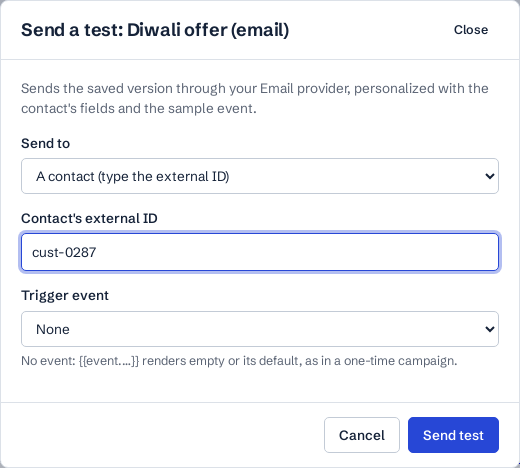 Send a test: Diwali offer (email)
Close
Sends the saved version through your Email provider, personalized with the
contact's fields and the sample event.
Send to
A contact (type the external ID)
Contact's external ID
cust-0287
Trigger event
None
No event: {{event....}} renders empty or its default, as in a one-time campaign.
Cancel
Send test